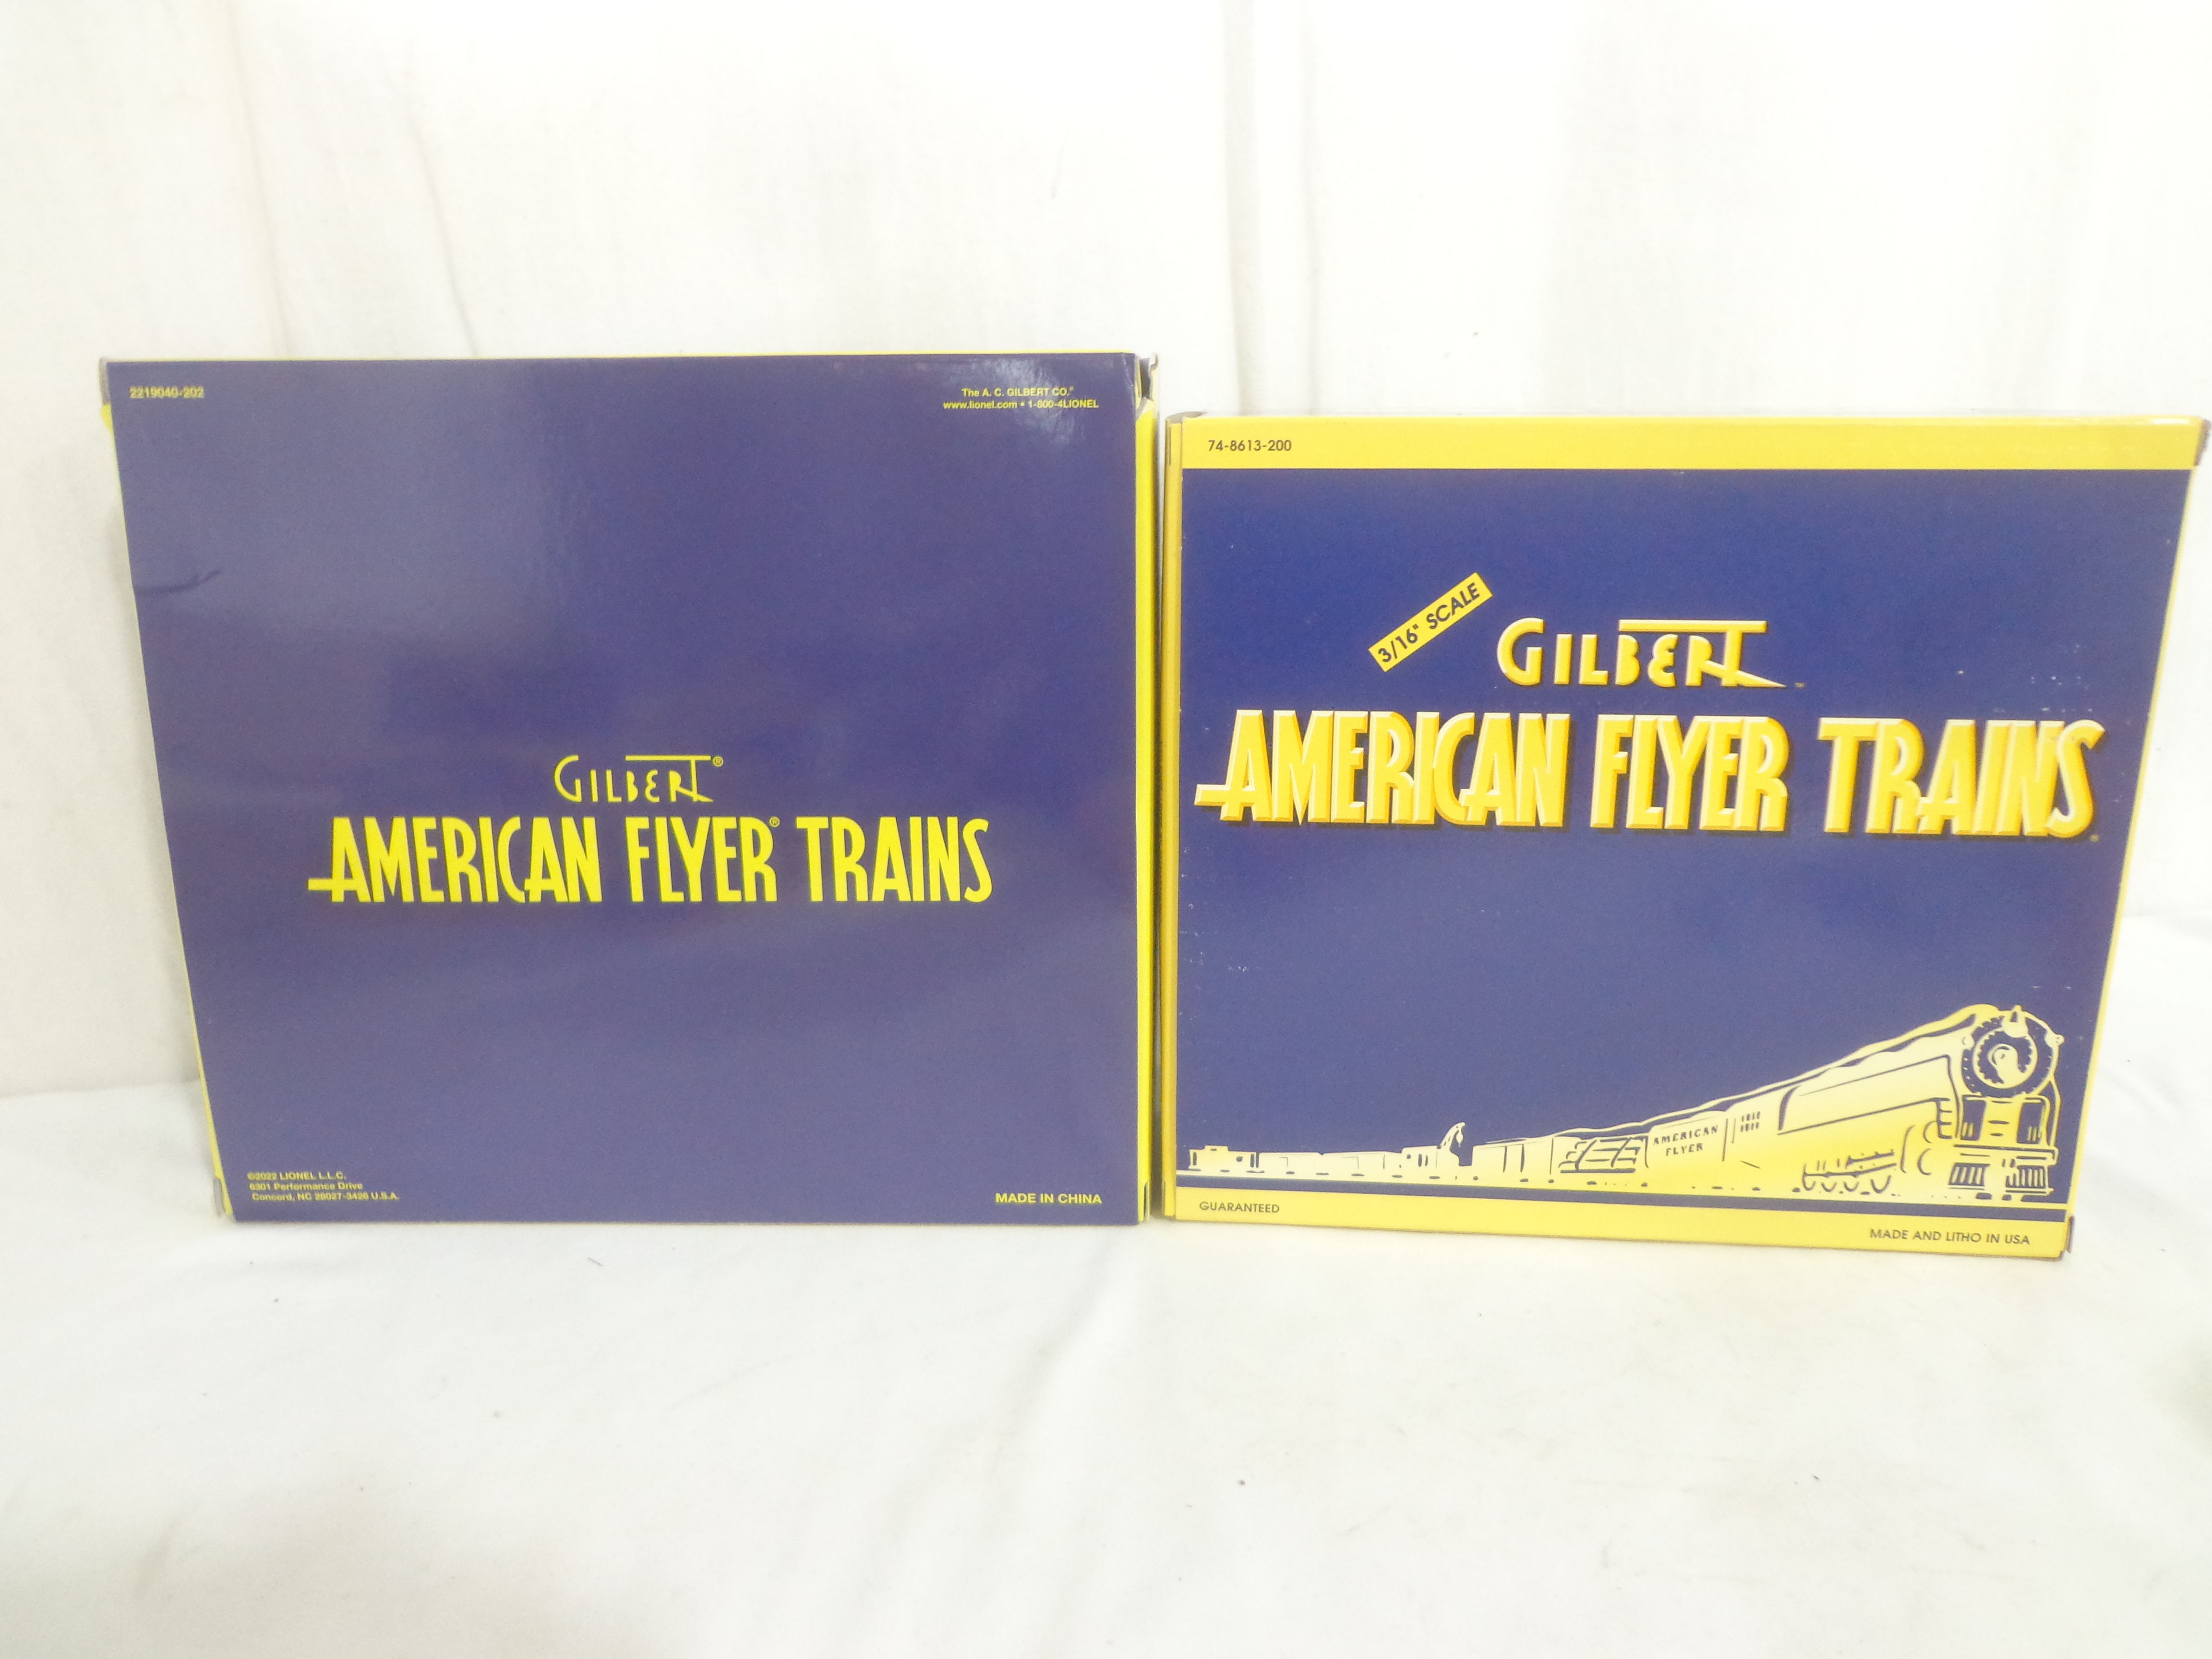 2219040-202
The A. C. GILBERT CO.®
www.lionel.com • 1-800-4LIONEL
GILBERT®
AMERICAN FLYER® TRAINS
©2022 LIONEL L.L.C.
6301 Performance Drive
Concord, NC 28027-3426 U.S.A.
MADE IN CHINA
74-8613-200
3/16" SCALE
GILBERT™
AMERICAN FLYER TRAINS®
AMERICAN
FLYER
GUARANTEED
MADE AND LITHO IN USA